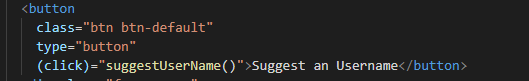 <button
class="btn btn-default"
type="button"
(click)="suggestUserName()">Suggest an Username</button>